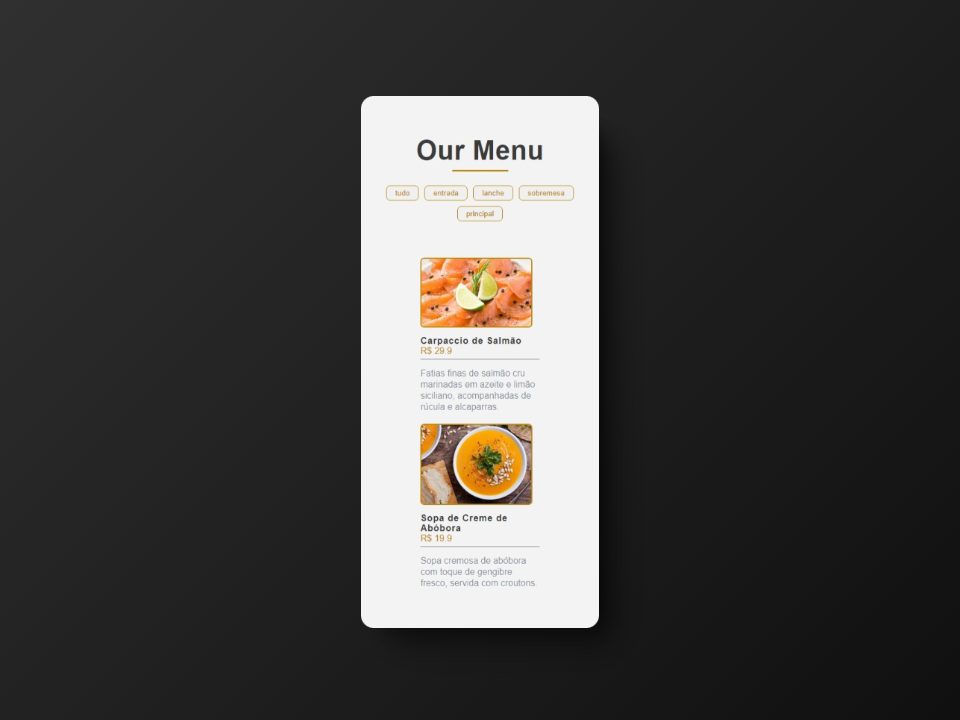 Our Menu
tudo entrada lanche sobremesa
principal
Carpaccio de Salmão
R$ 29.9
Fatias finas de salmão cru
marinadas em azeite e limão
siciliano, acompanhadas de
rúcula e alcaparras.
Sopa de Creme de
Abóbora
R$ 19.9
Sopa cremosa de abóbora
com toque de gengibre
fresco, servida com croutons.